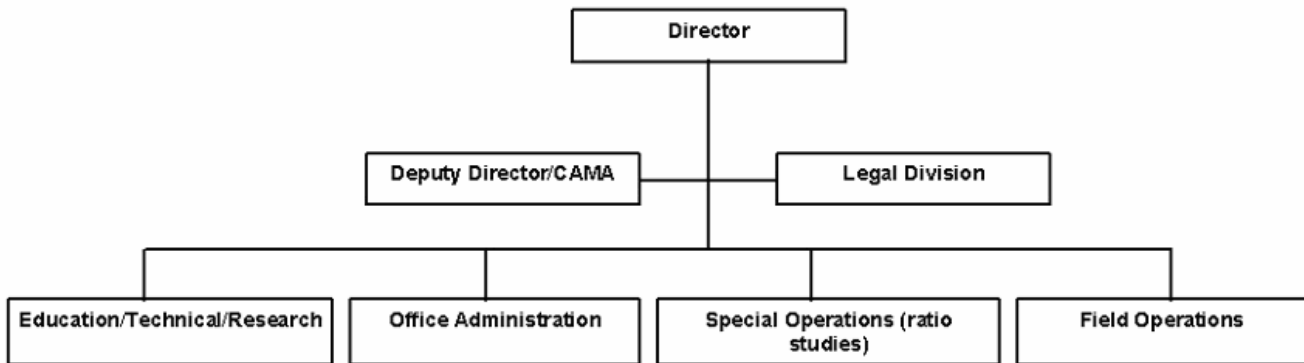 Director
Deputy Director/CAMA
Legal Division
Education/Technical/Research
Office Administration
Special Operations (ratio
studies)
Field Operations